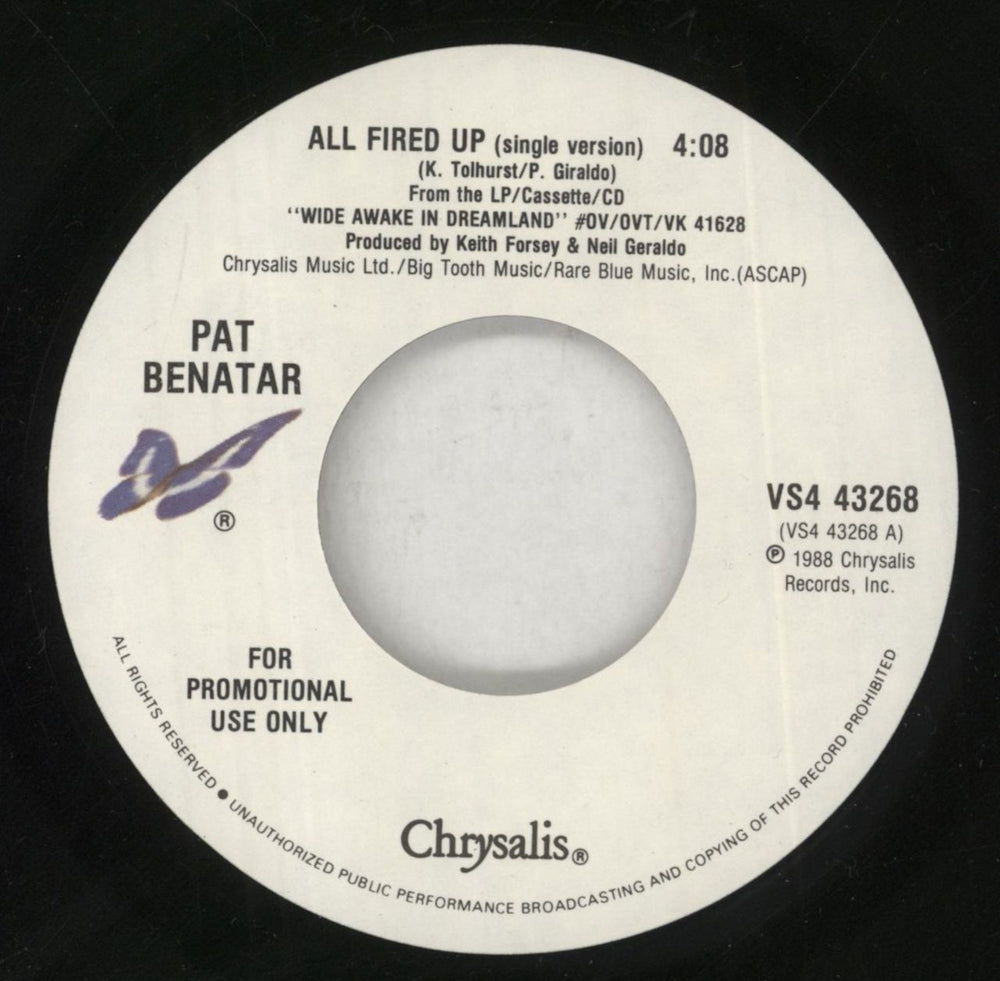 ALL FIRED UP (single version) 4:08
(K. Tolhurst/P. Giraldo)
From the LP/Cassette/CD
"WIDE AWAKE IN DREAMLAND" #OV/OVT/VK 41628
Produced by Keith Forsey & Neil Geraldo
Chrysalis Music Ltd./Big Tooth Music/Rare Blue Music, Inc.(ASCAP)
PAT
BENATAR
®
VS4 43268
(VS4 43268 A)
℗ 1988 Chrysalis
Records, Inc.
FOR
PROMOTIONAL
USE ONLY
Chrysalis®
ALL RIGHTS RESERVED ● UNAUTHORIZED PUBLIC PERFORMANCE BROADCASTING AND COPYING OF THIS RECORD PROHIBITED